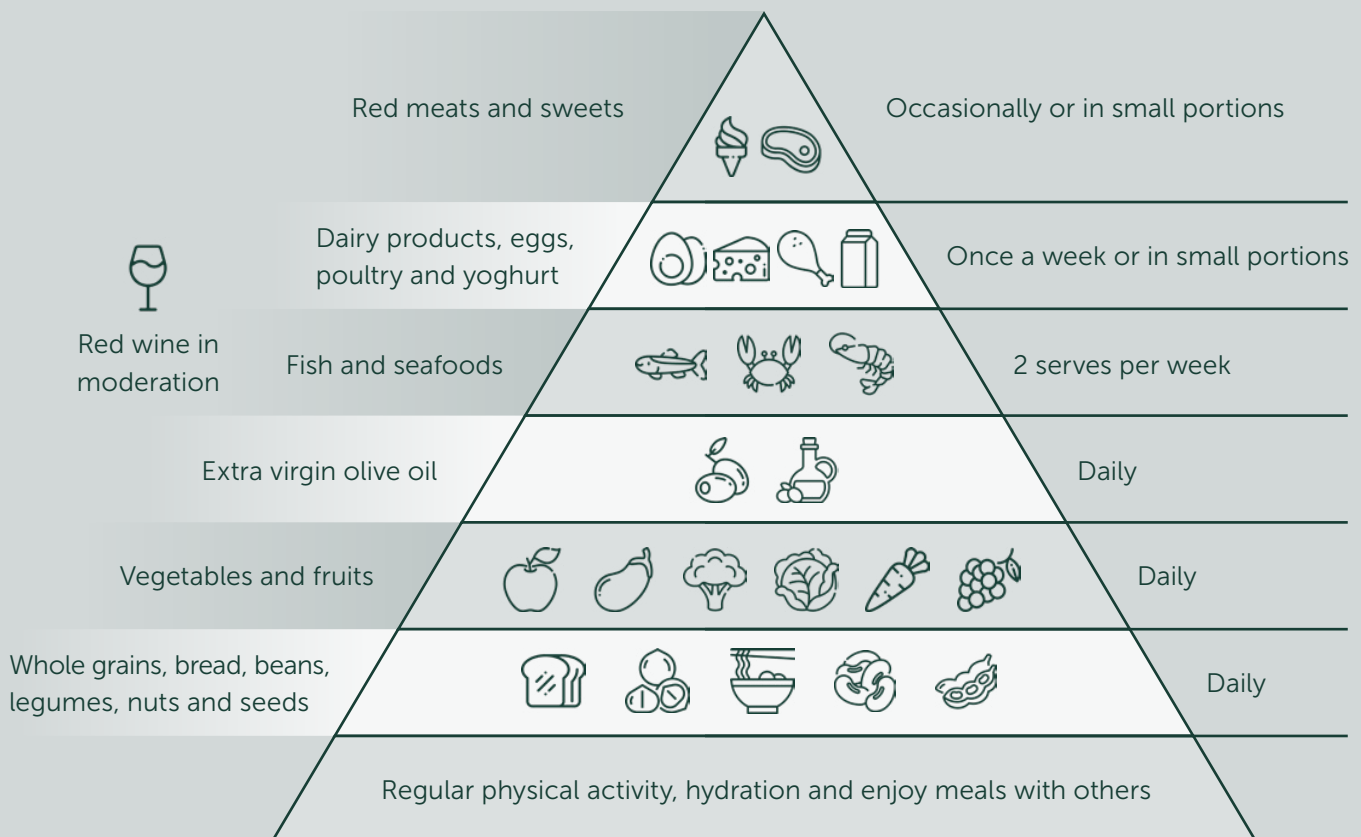 Red meats and sweets
Occasionally or in small portions
Dairy products, eggs,
poultry and yoghurt
Once a week or in small portions
Red wine in
moderation
Fish and seafoods
2 serves per week
Extra virgin olive oil
Daily
Vegetables and fruits
Daily
Whole grains, bread, beans,
legumes, nuts and seeds
Daily
Regular physical activity, hydration and enjoy meals with others